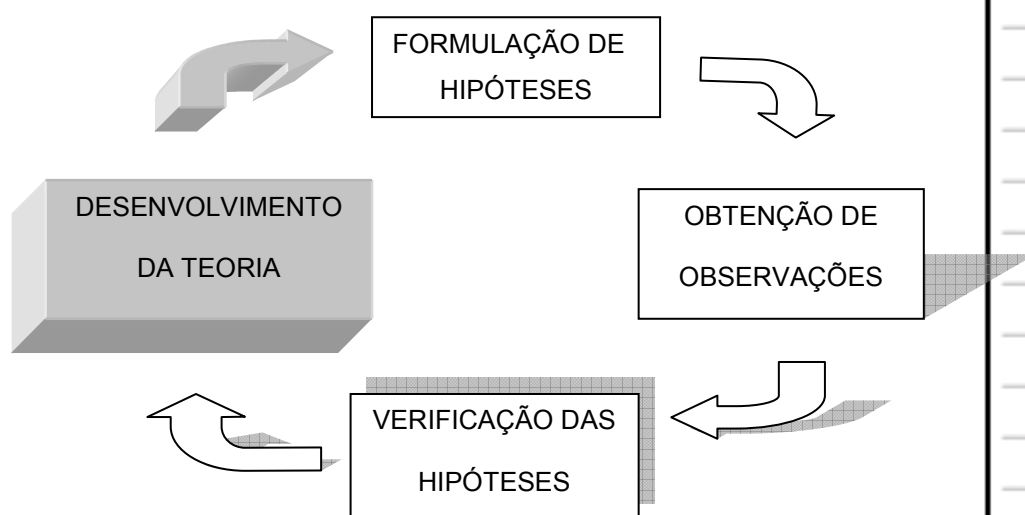 FORMULAÇÃO DE
HIPÓTESES
DESENVOLVIMENTO
DA TEORIA
OBTENÇÃO DE
OBSERVAÇÕES
VERIFICAÇÃO DAS
HIPÓTESES